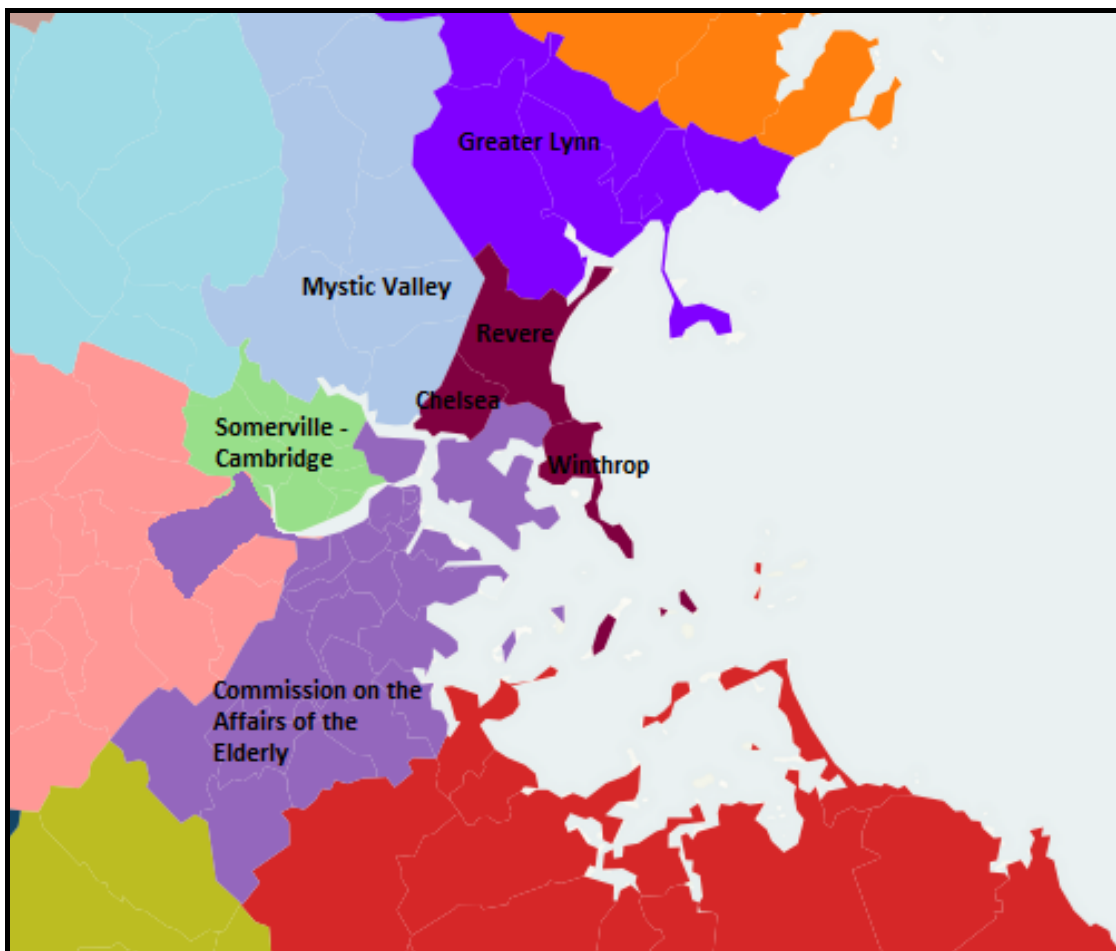 Greater Lynn
Mystic Valley
Revere
Chelsea
Somerville -
Cambridge
Winthrop
Commission on the
Affairs of the
Elderly